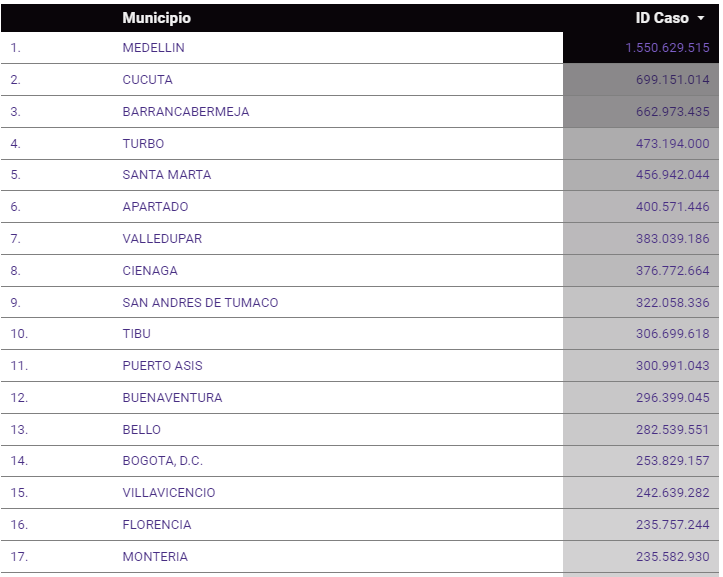 Municipio ID Caso
1. MEDELLIN 1.550.629.515
2. CUCUTA 699.151.014
3. BARRANCABERMEJA 662.973.435
4. TURBO 473.194.000
5. SANTA MARTA 456.942.044
6. APARTADO 400.571.446
7. VALLEDUPAR 383.039.186
8. CIENAGA 376.772.664
9. SAN ANDRES DE TUMACO 322.058.336
10. TIBU 306.699.618
11. PUERTO ASIS 300.991.043
12. BUENAVENTURA 296.399.045
13. BELLO 282.539.551
14. BOGOTA, D.C. 253.829.157
15. VILLAVICENCIO 242.639.282
16. FLORENCIA 235.757.244
17. MONTERIA 235.582.930